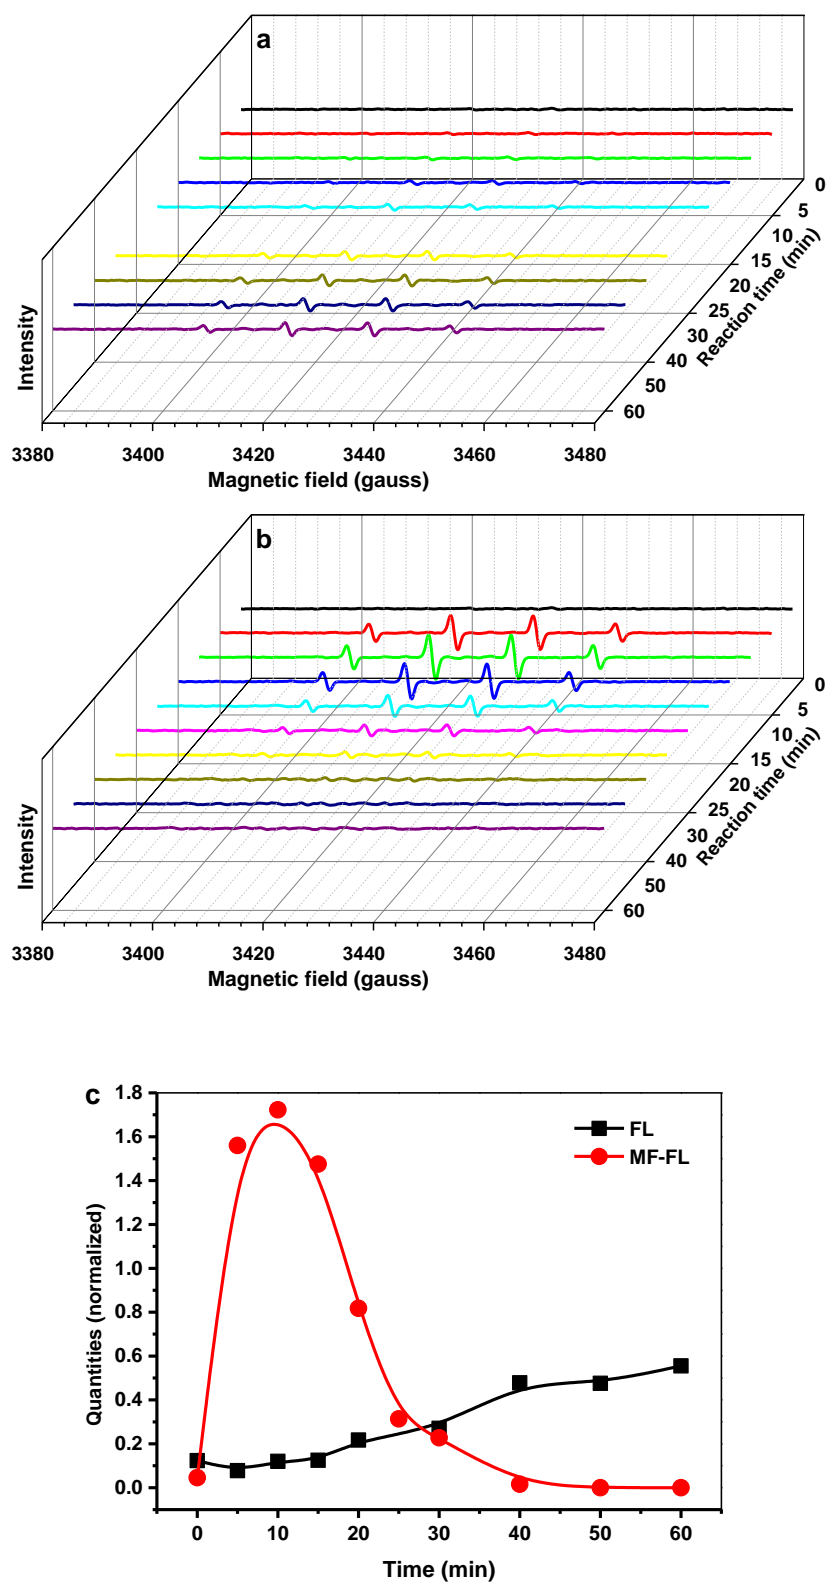 a
0
5
10
15
20
25
30
40
50
60
Reaction time (min)
Intensity
3380 3400 3420 3440 3460 3480
Magnetic field (gauss)
b
0
5
10
15
20
25
30
40
50
60
Reaction time (min)
Intensity
3380 3400 3420 3440 3460 3480
Magnetic field (gauss)
c
1.8
1.6
1.4
1.2
1.0
0.8
0.6
0.4
0.2
0.0
Quantities (normalized)
FL
MF-FL
0 10 20 30 40 50 60
Time (min)